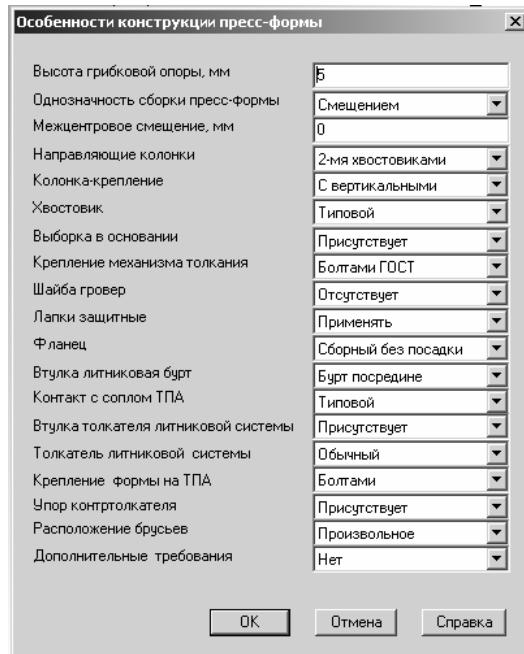 Особенности конструкции пресс-формы
Высота грибковой опоры, мм 5
Однозначность сборки пресс-формы Смещением
Межцентровое смещение, мм 0
Направляющие колонки 2-мя хвостовиками
Колонка-крепление С вертикальными
Хвостовик Типовой
Выборка в основании Присутствует
Крепление механизма толкания Болтами ГОСТ
Шайба гровер Отсутствует
Лапки защитные Применять
Фланец Сборный без посадки
Втулка литниковая бурт Бурт посредине
Контакт с соплом ТПА Типовой
Втулка толкателя литниковой системы Присутствует
Толкатель литниковой системы Обычный
Крепление формы на ТПА Болтами
Упор контртолкателя Присутствует
Расположение брусьев Произвольное
Дополнительные требования Нет
OK Отмена Справка